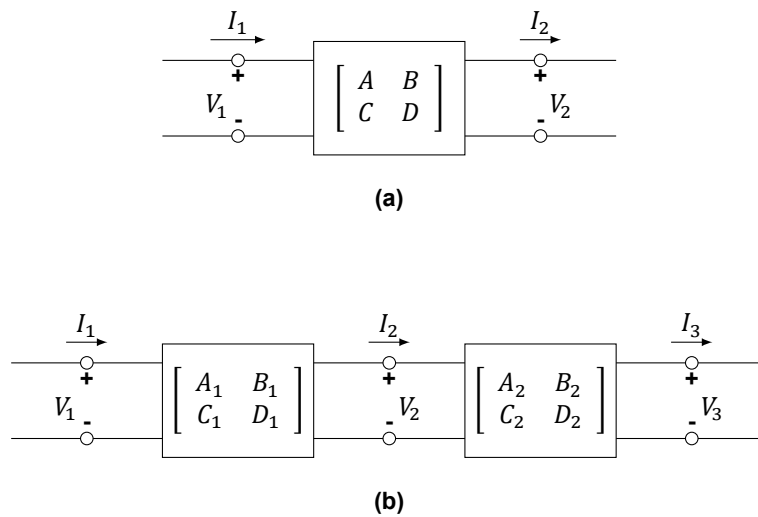 I₁ I₂
+ [ A B ] +
V₁ [ C D ] V₂
- -
(a)
I₁ I₂ I₃
+ [ A₁ B₁ ] + [ A₂ B₂ ] +
V₁ - [ C₁ D₁ ] - V₂ [ C₂ D₂ ] - V₃
(b)